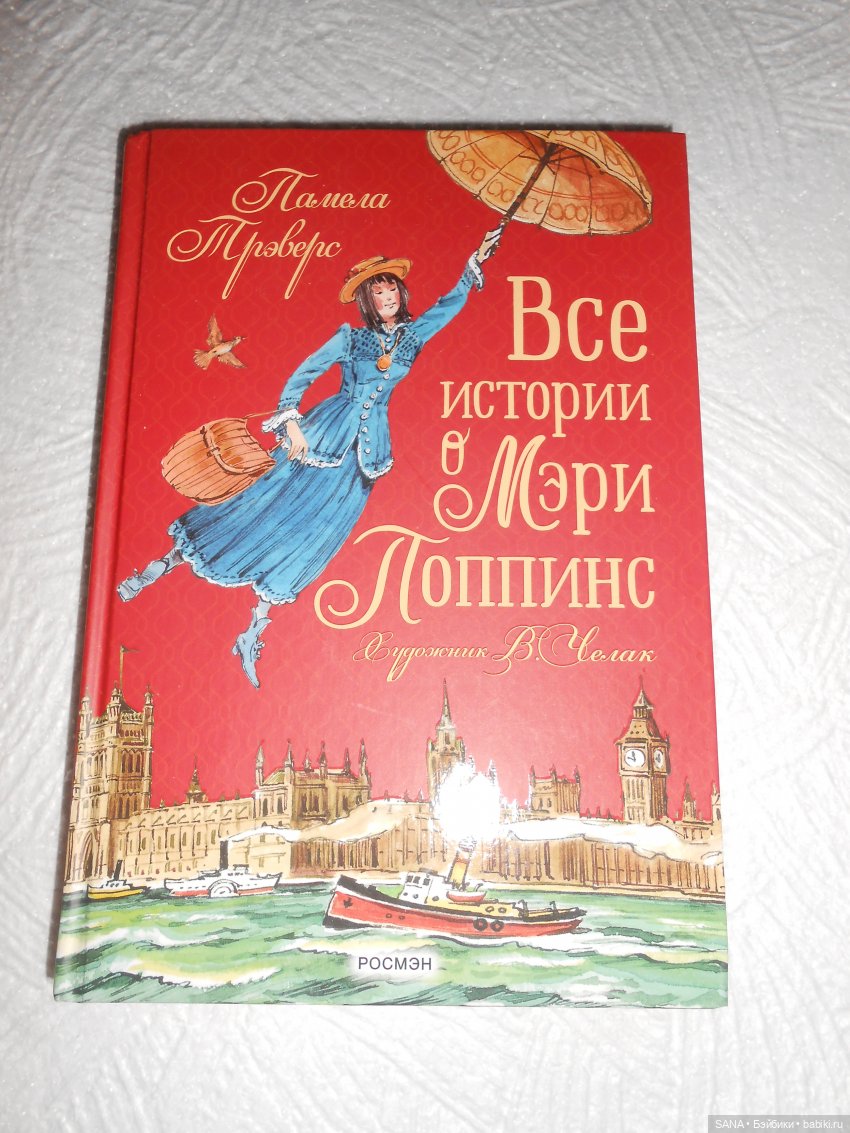 Памела
Трэверс
Все
истории
о Мэри
Поппинс
Художник В. Челак
РОСМЭН
SANA • Бэйбики • babiki.ru